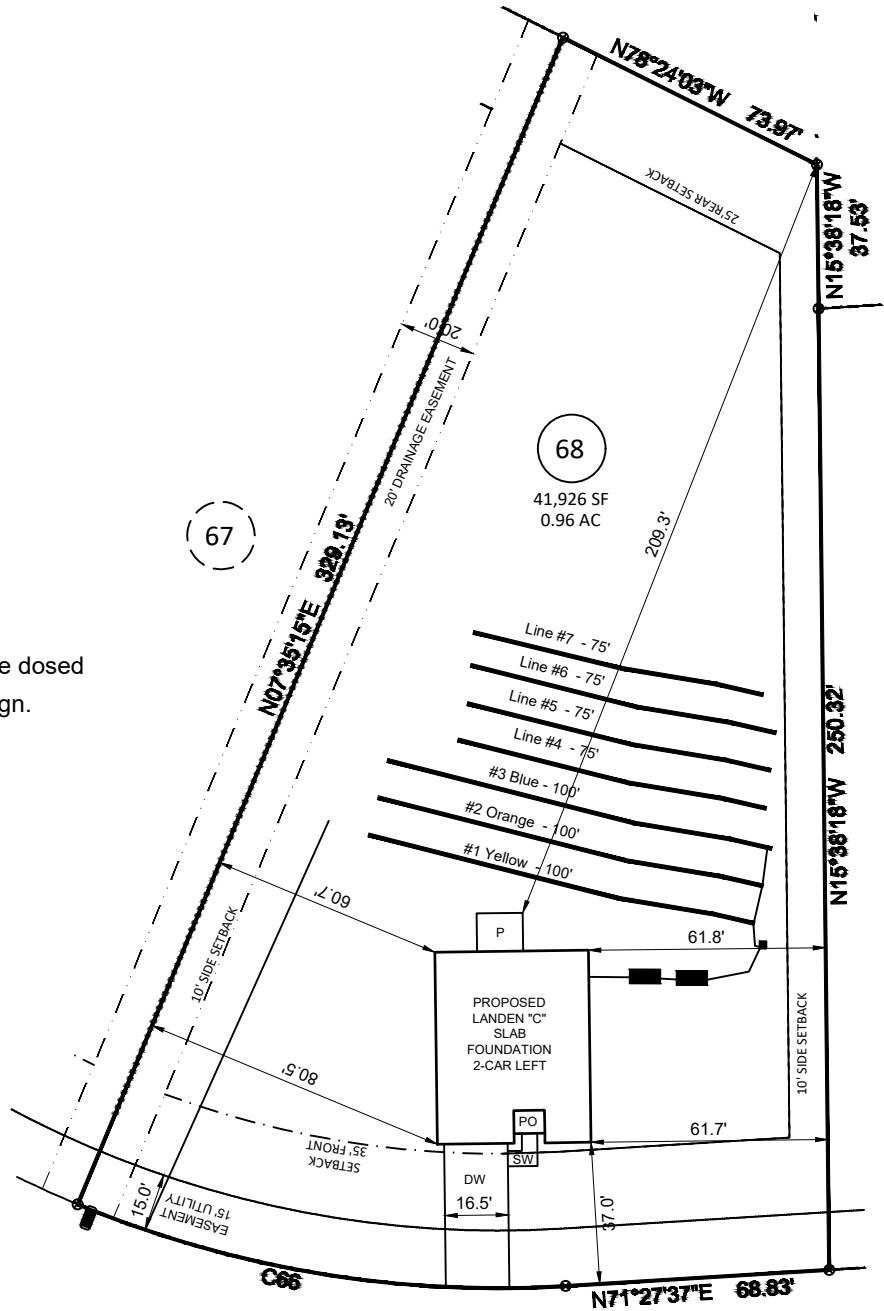 N78°24'03"W 73.97'
N15°38'18"W
37.53'
25' REAR SETBACK
20.0'
20' DRAINAGE EASEMENT
68
41,926 SF
0.96 AC
67
209.3'
N07°35'15"E 329.13'
e dosed
gn.
Line #7 - 75'
Line #6 - 75'
Line #5 - 75'
Line #4 - 75'
#3 Blue - 100'
#2 Orange - 100'
#1 Yellow - 100'
N15°38'18"W 250.32'
60.7'
P
61.8'
10' SIDE SETBACK
PROPOSED
LANDEN "C"
SLAB
FOUNDATION
2-CAR LEFT
10' SIDE SETBACK
80.5'
PO
61.7'
SW
35' FRONT
SETBACK
DW
16.5'
37.0'
15.0'
15' UTILITY
EASEMENT
C66
N71°27'37"E 68.83'